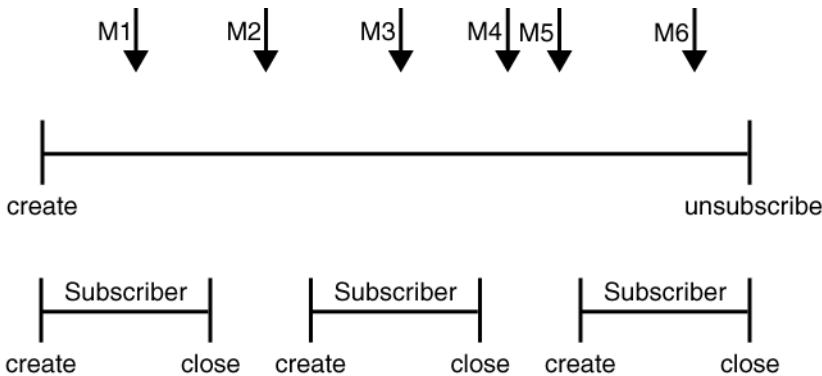 M1 M2 M3 M4 M5 M6
create unsubscribe
Subscriber Subscriber Subscriber
create close create close create close